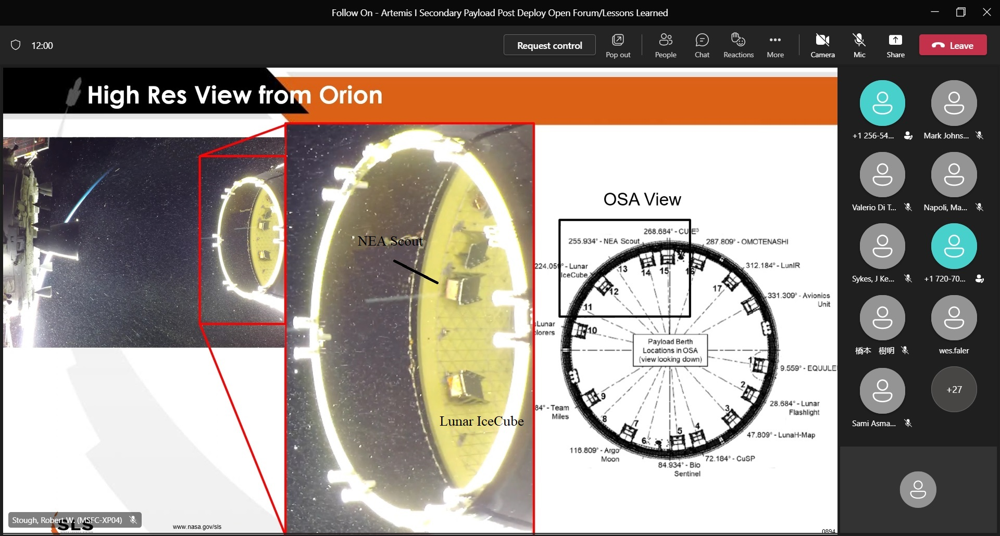 Follow On - Artemis I Secondary Payload Post Deploy Open Forum/Lessons Learned
12:00
Request control
Pop out
People
Chat
Reactions
More
Camera
Mic
Share
Leave
High Res View from Orion
NEA Scout
Lunar IceCube
OSA View
268.684° - CU E³
255.934° - NEA Scout
287.809° - OMOTENASHI
224.059° - Lunar
IceCube
312.184° - LunIR
331.309° - Avionics
Unit
13
14
15
16
17
12
11
10
sLunar
plorers
Payload Berth
Locations in OSA
(view looking down)
1
9.559° - EQUULE
2
28.684° - Lunar
Flashlight
3
47.809° - LunaH-Map
4
72.184° - CuSP
5
84.934° - Bio
Sentinel
6
7
116.809° - Argo
Moon
8
9
84° - Team
Miles
Stough, Robert W. (MSFC-XP04)
SLS
www.nasa.gov/sls
0894
+1 256-54...
Mark Johns...
Valerio Di T...
Napoli, Ma...
Sykes, J Ke...
+1 720-70...
橋本 樹明
wes.faler
Sami Asma...
+27